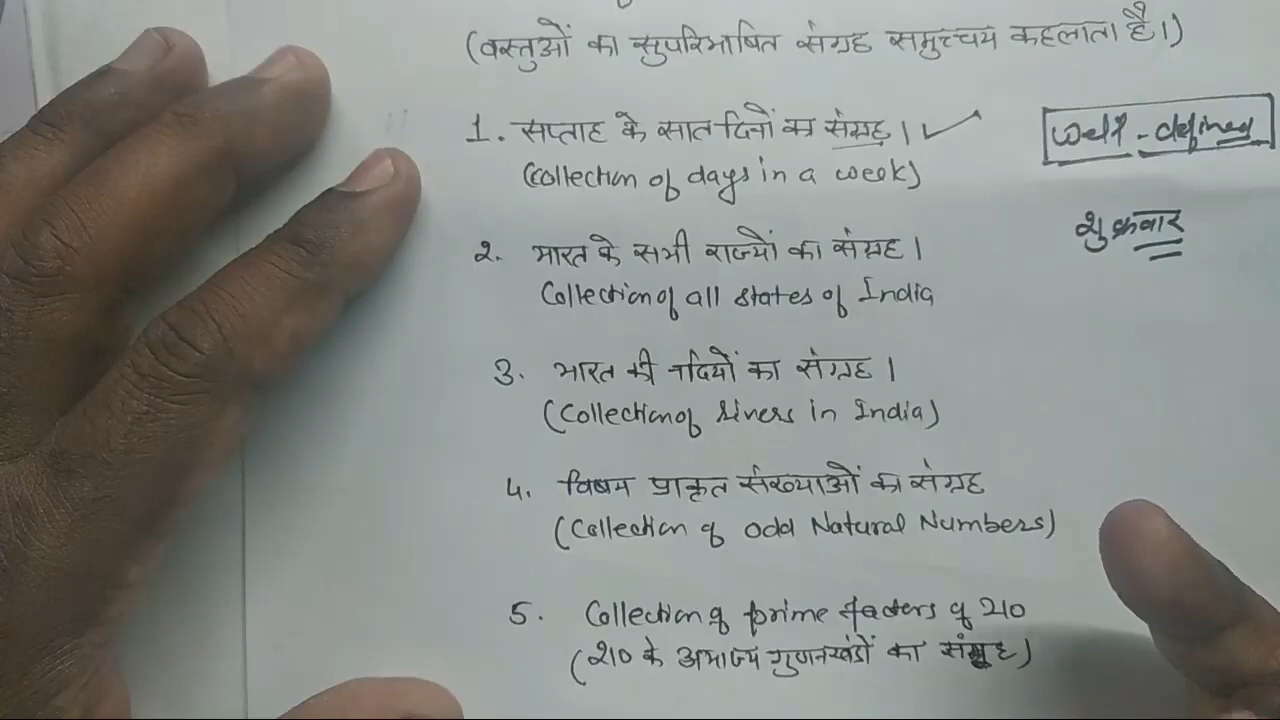 (वस्तुओं का सुपरिभाषित संग्रह समुच्चय कहलाता है।)
1. सप्ताह के सात दिनों का संग्रह।
(Collection of days in a week)
Well-defined
शुक्रवार
2. भारत के सभी राज्यों का संग्रह।
Collection of all states of India
3. भारत की नदियों का संग्रह।
(Collection of rivers in India)
4. विषम प्राकृत संख्याओं का संग्रह
(Collection of odd Natural Numbers)
5. Collection of prime factors of 210
(210 के अभाज्य गुणनखंडों का संग्रह)